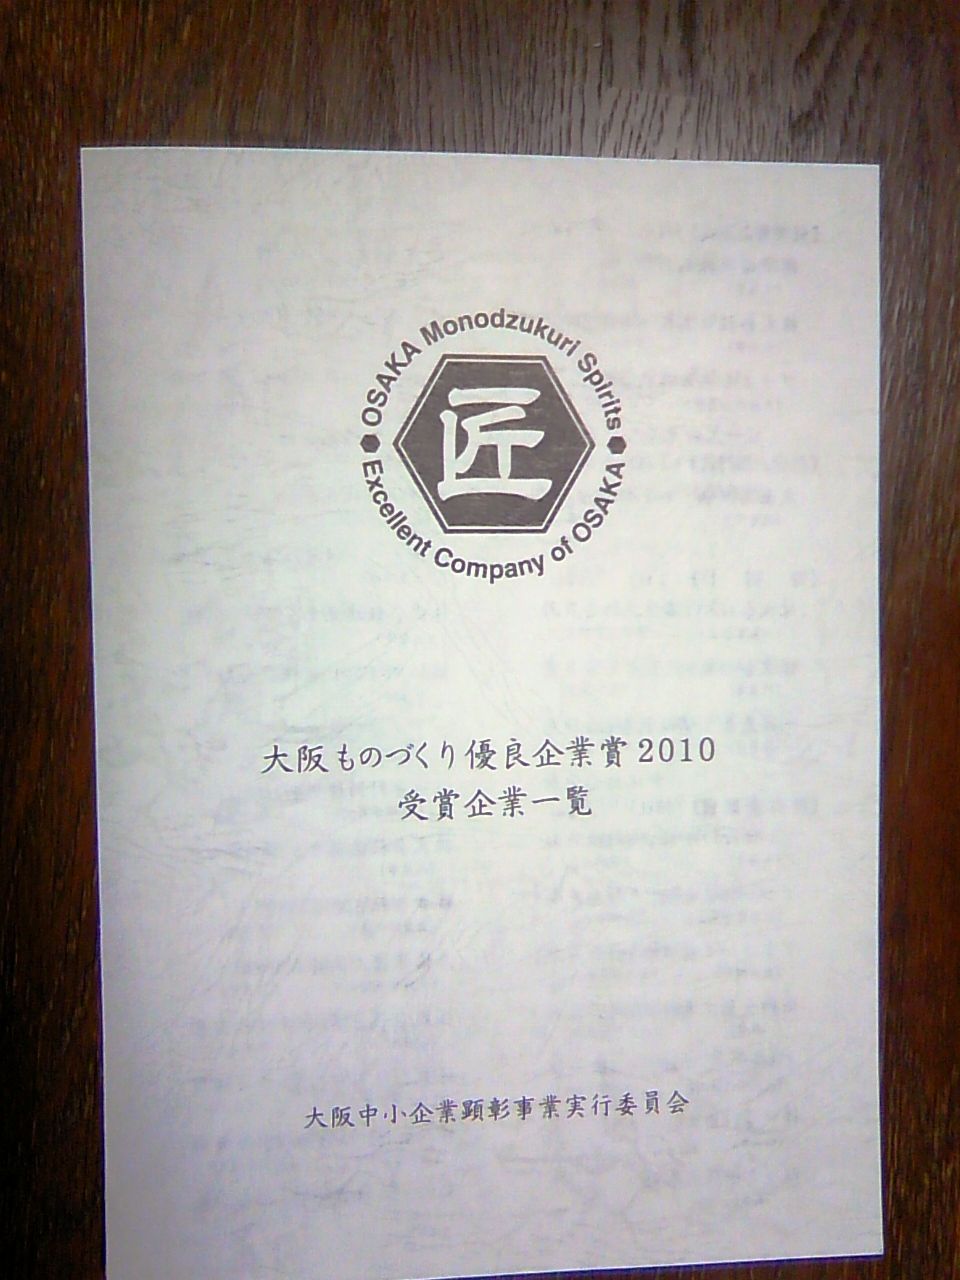 OSAKA Monodzukuri Spirits
匠
Excellent Company of OSAKA
大阪ものづくり優良企業賞2010
受賞企業一覧
大阪中小企業顕彰事業実行委員会